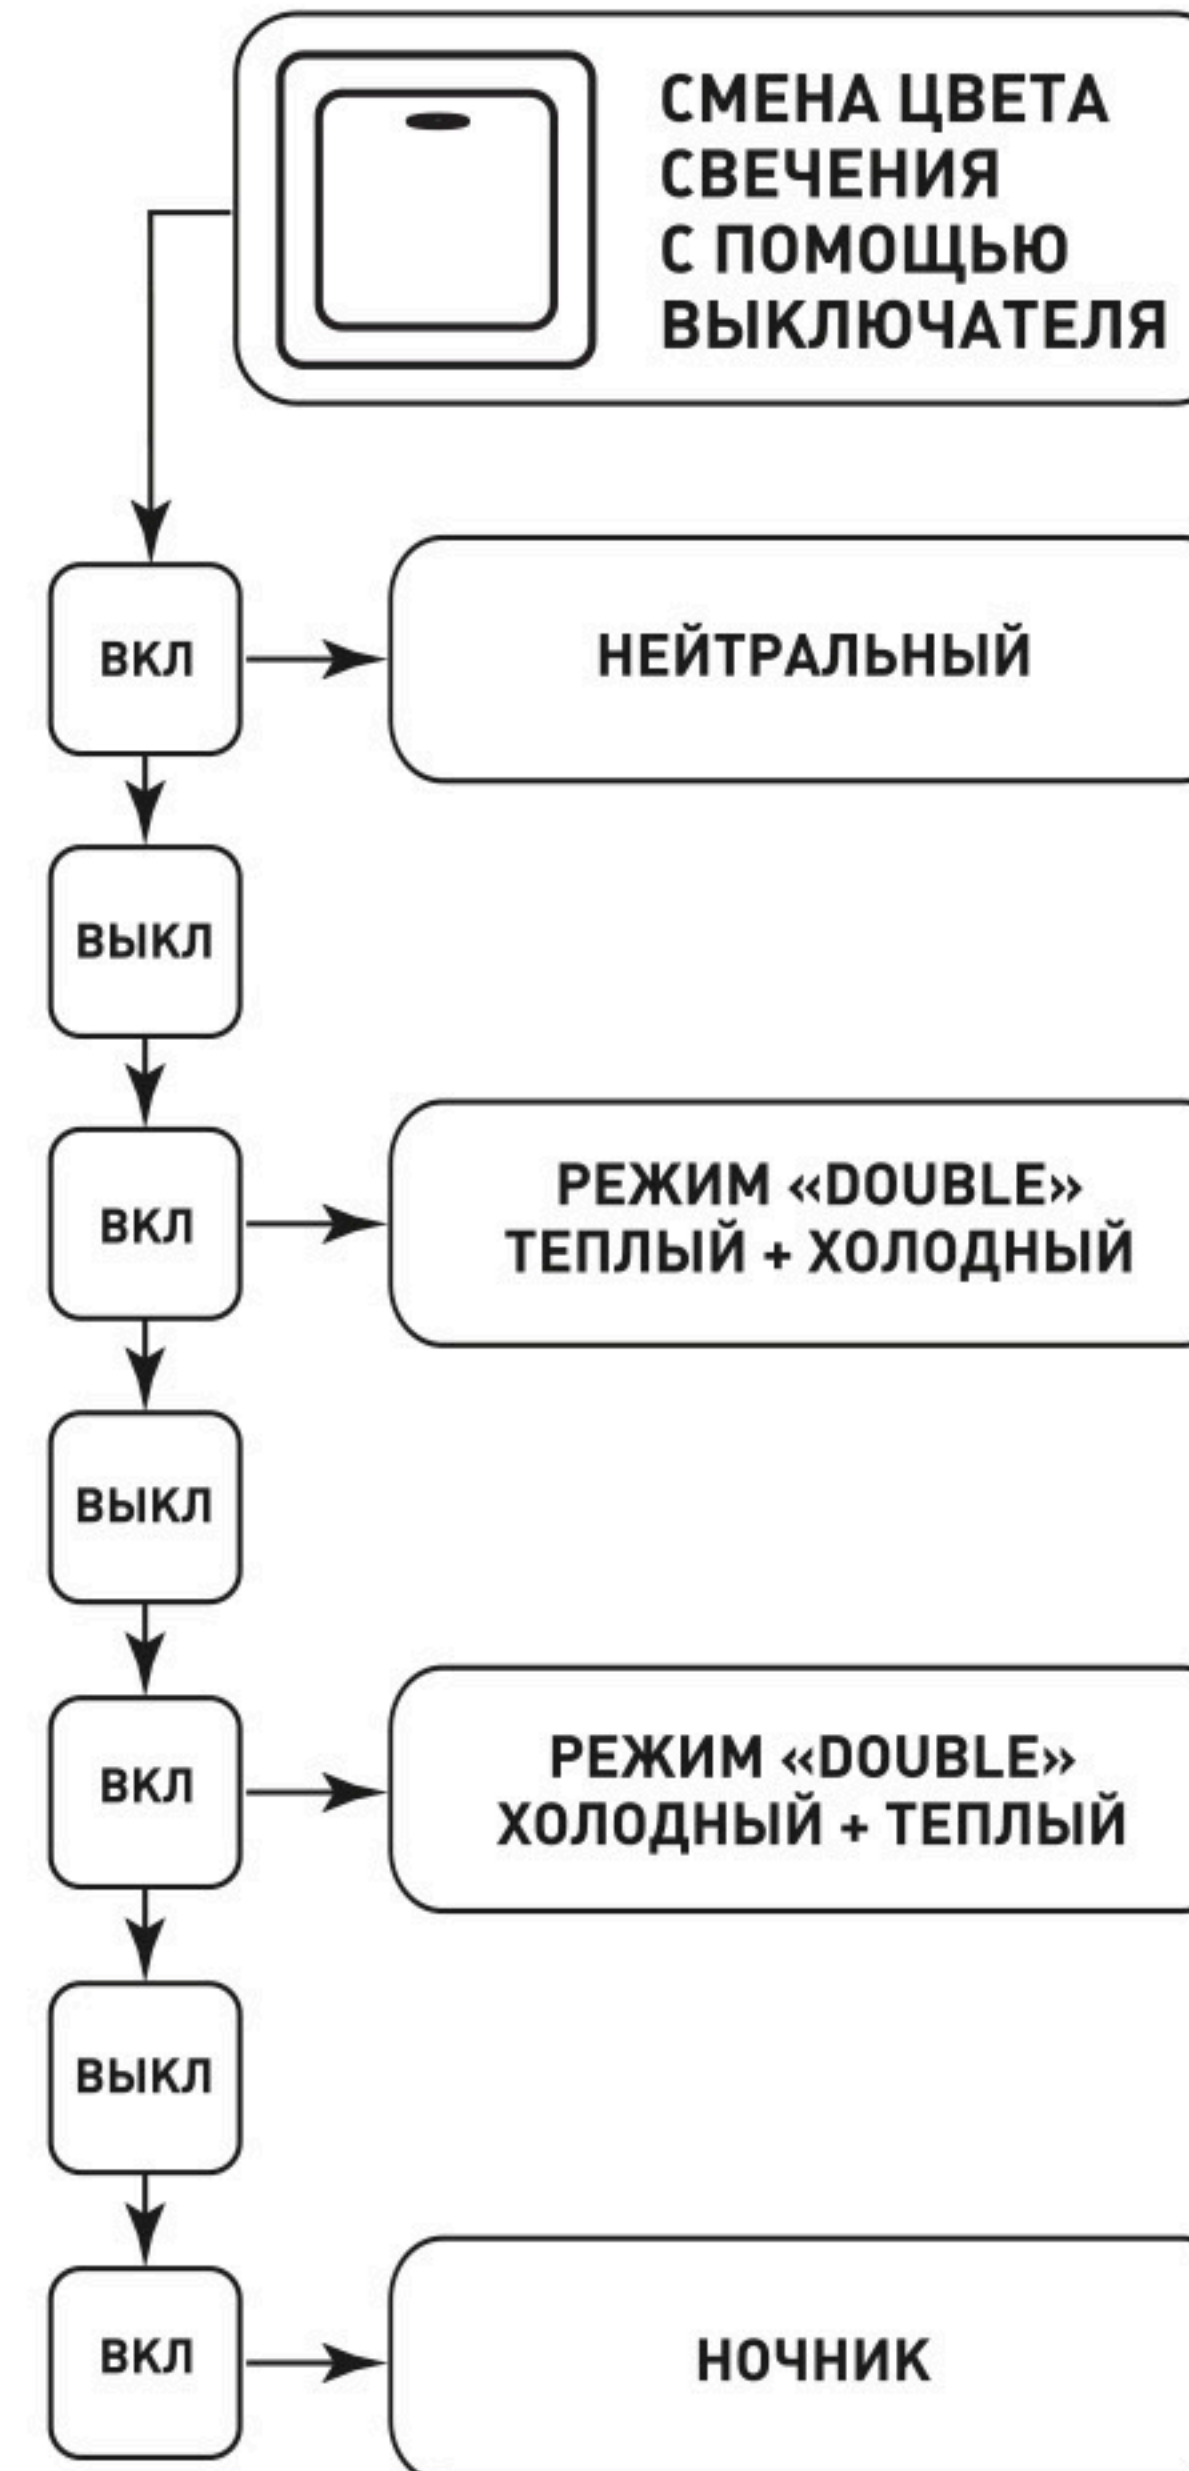 СМЕНА ЦВЕТА
СВЕЧЕНИЯ
С ПОМОЩЬЮ
ВЫКЛЮЧАТЕЛЯ
ВКЛ
НЕЙТРАЛЬНЫЙ
ВЫКЛ
ВКЛ
РЕЖИМ «DOUBLE»
ТЕПЛЫЙ + ХОЛОДНЫЙ
ВЫКЛ
ВКЛ
РЕЖИМ «DOUBLE»
ХОЛОДНЫЙ + ТЕПЛЫЙ
ВЫКЛ
ВКЛ
НОЧНИК